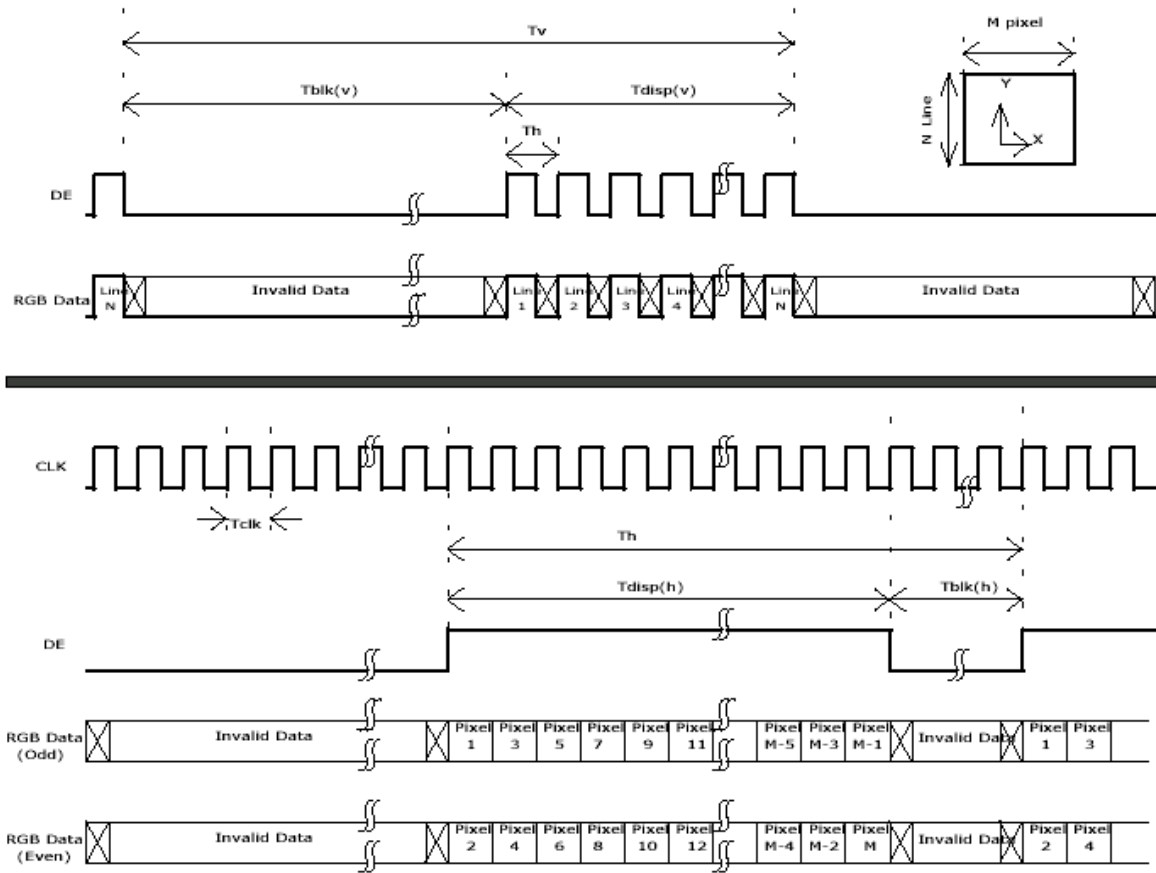 Tv
M pixel
Tblk(v)
Tdisp(v)
Y
N Line
Th
X
DE
RGB Data
Line N
Invalid Data
Line 1
Line 2
Line 3
Line 4
Line N
Invalid Data
CLK
Tclk
Th
Tdisp(h)
Tblk(h)
DE
RGB Data (Odd)
Invalid Data
Pixel 1
Pixel 3
Pixel 5
Pixel 7
Pixel 9
Pixel 11
Pixel M-5
Pixel M-3
Pixel M-1
Invalid Data
Pixel 1
Pixel 3
RGB Data (Even)
Invalid Data
Pixel 2
Pixel 4
Pixel 6
Pixel 8
Pixel 10
Pixel 12
Pixel M-4
Pixel M-2
Pixel M
Invalid Data
Pixel 2
Pixel 4